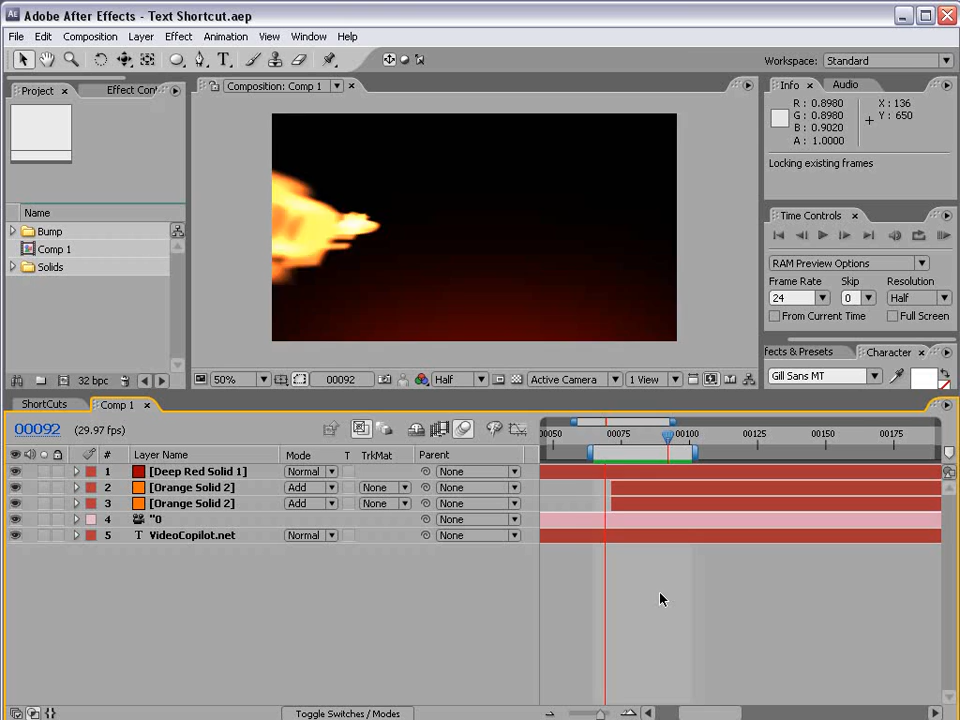 Adobe After Effects - Text Shortcut.aep
File Edit Composition Layer Effect Animation View Window Help
Workspace: Standard
Project Effect Con
Composition: Comp 1
Info Audio
R: 0.8980
G: 0.8980
B: 0.9020
A: 1.0000
X: 136
Y: 650
Locking existing frames
Name
Bump
Comp 1
Solids
Time Controls
RAM Preview Options
Frame Rate Skip Resolution
24 0 Half
From Current Time Full Screen
ffects & Presets Character
Gill Sans MT
32 bpc
50% 00092 Half Active Camera 1 View
ShortCuts Comp 1
00092 (29.97 fps)
00050 00075 00100 00125 00150 00175
# Layer Name Mode T TrkMat Parent
1 [Deep Red Solid 1] Normal None
2 [Orange Solid 2] Add None None
3 [Orange Solid 2] Add None None
4 "0 None
5 T VideoCopilot.net Normal None None
Toggle Switches / Modes